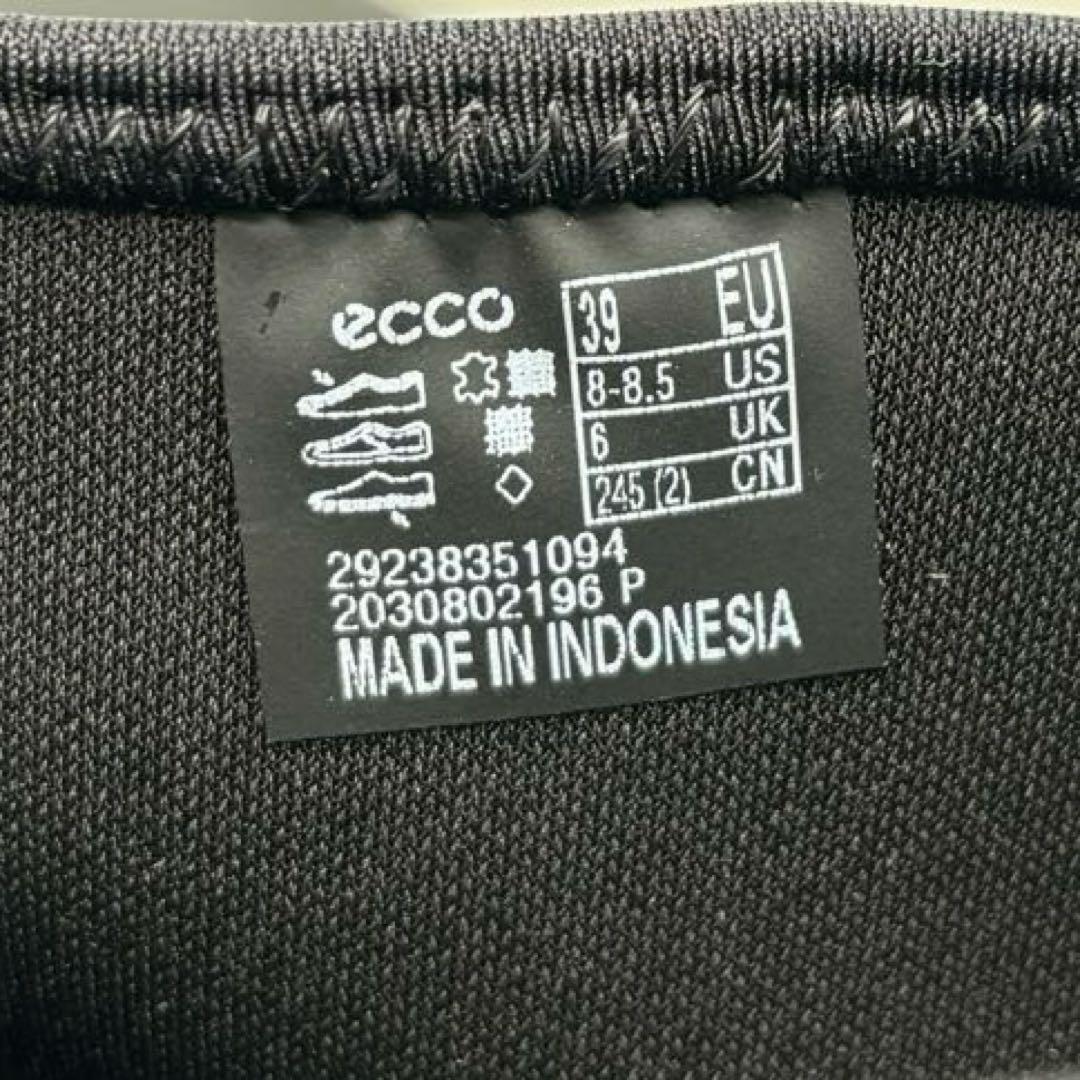 ecco
39 EU
8-8.5 US
6 UK
245 (2) CN
29238351094
2030802196 P
MADE IN INDONESIA